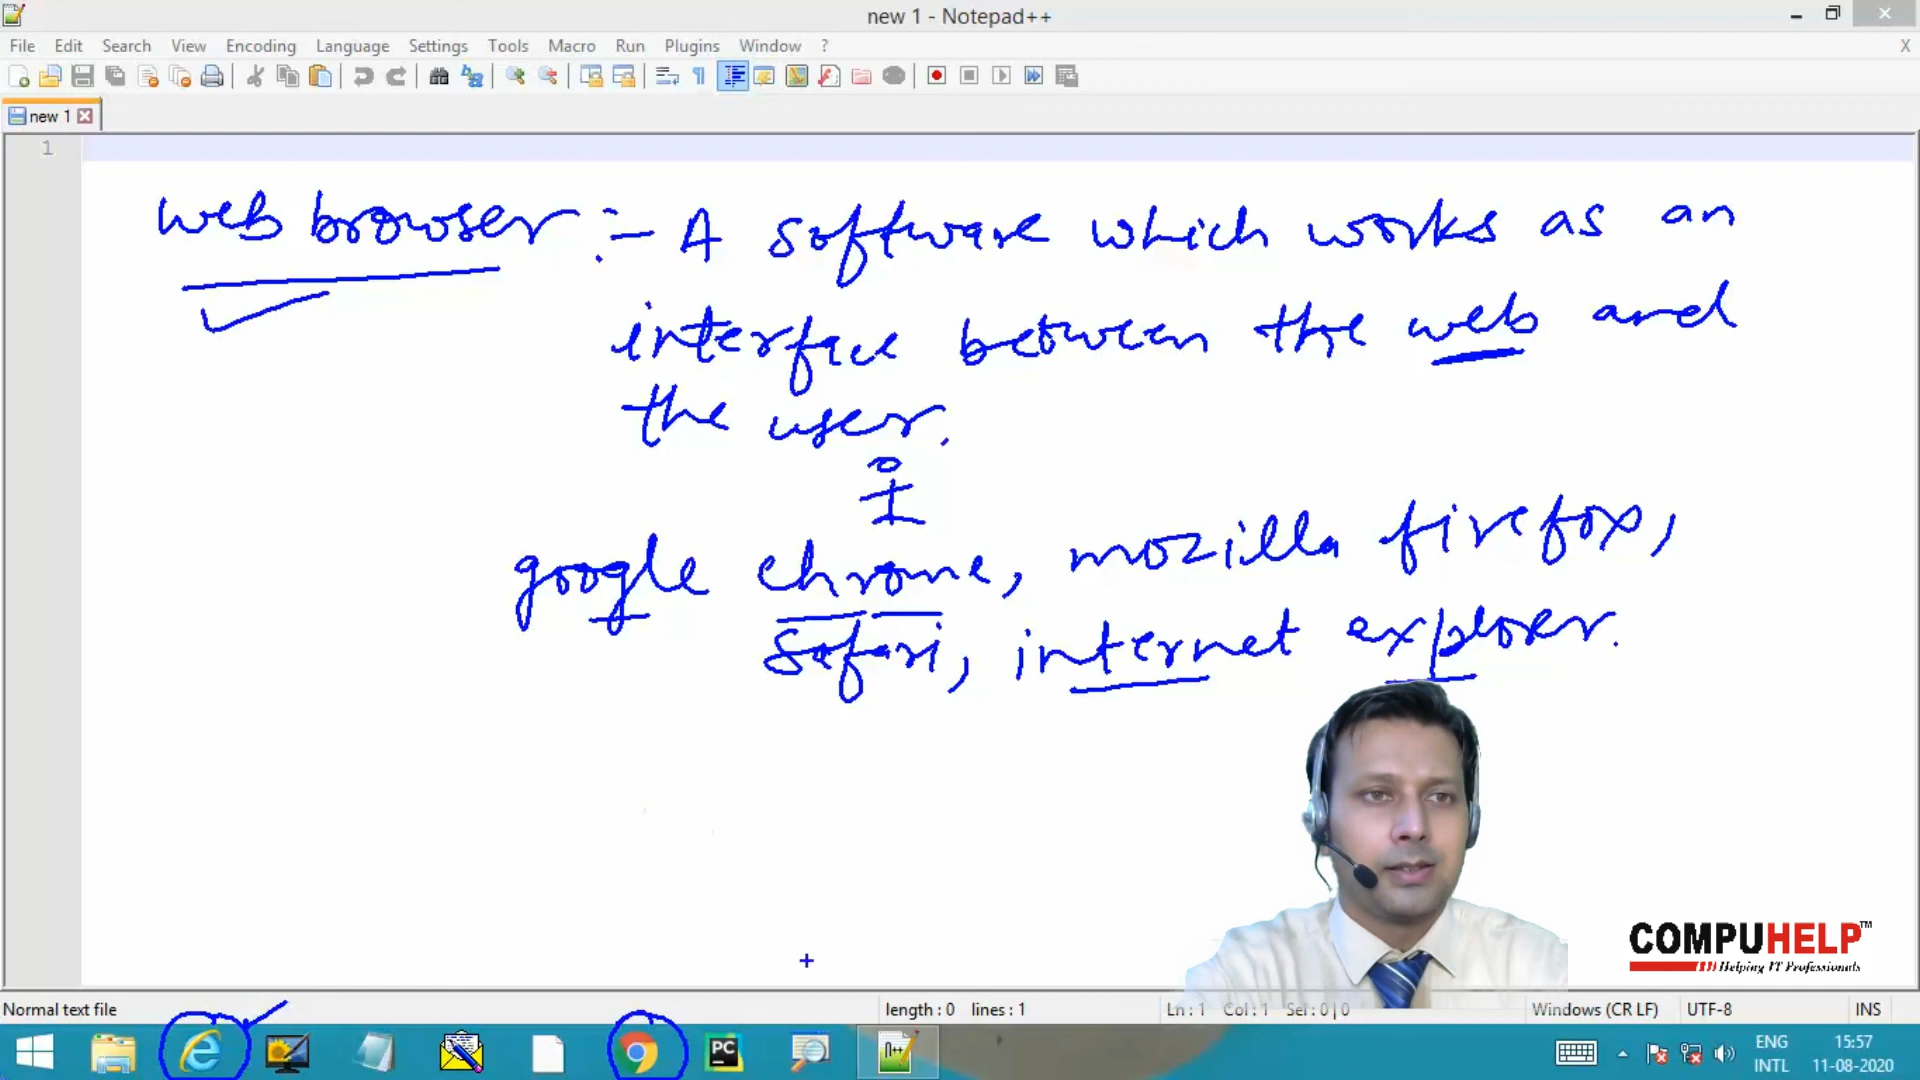 new 1 - Notepad++
File Edit Search View Encoding Language Settings Tools Macro Run Plugins Window ? X
new 1
1
web browser :- A software which works as an
interface between the web and
the user.
google chrome, mozilla firefox,
safari, internet explorer.
COMPUHELP™
Helping IT Professionals
Normal text file length : 0 lines : 1 Ln : 1 Col : 1 Sel : 0 | 0 Windows (CR LF) UTF-8 INS
PC
n++
ENG 15:57
INTL 11-08-2020